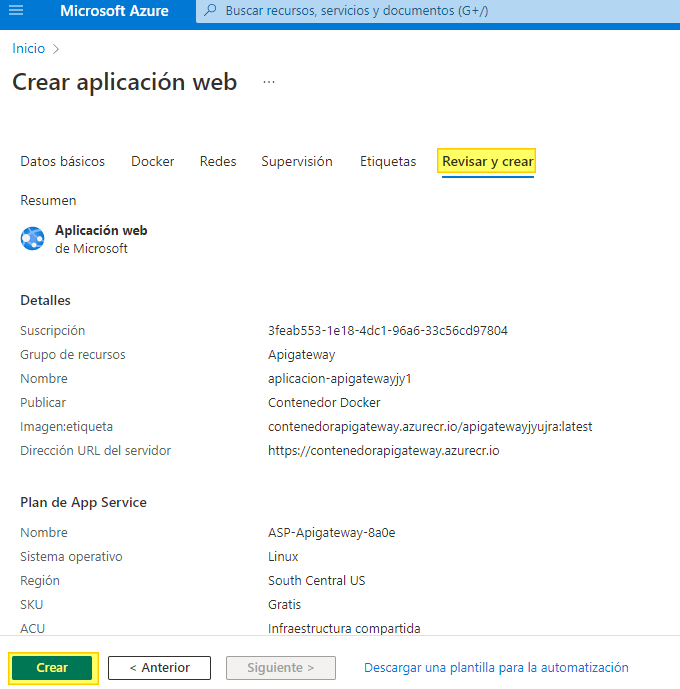 Microsoft Azure
Buscar recursos, servicios y documentos (G+/)
Inicio >
Crear aplicación web ...
Datos básicos Docker Redes Supervisión Etiquetas Revisar y crear
Resumen
Aplicación web
de Microsoft
Detalles
Suscripción 3feab553-1e18-4dc1-96a6-33c56cd97804
Grupo de recursos Apigateway
Nombre aplicacion-apigatewayjy1
Publicar Contenedor Docker
Imagen:etiqueta contenedorapigateway.azurecr.io/apigatewayjyujra:latest
Dirección URL del servidor https://contenedorapigateway.azurecr.io
Plan de App Service
Nombre ASP-Apigateway-8a0e
Sistema operativo Linux
Región South Central US
SKU Gratis
ACU Infraestructura compartida
Crear < Anterior Siguiente > Descargar una plantilla para la automatización